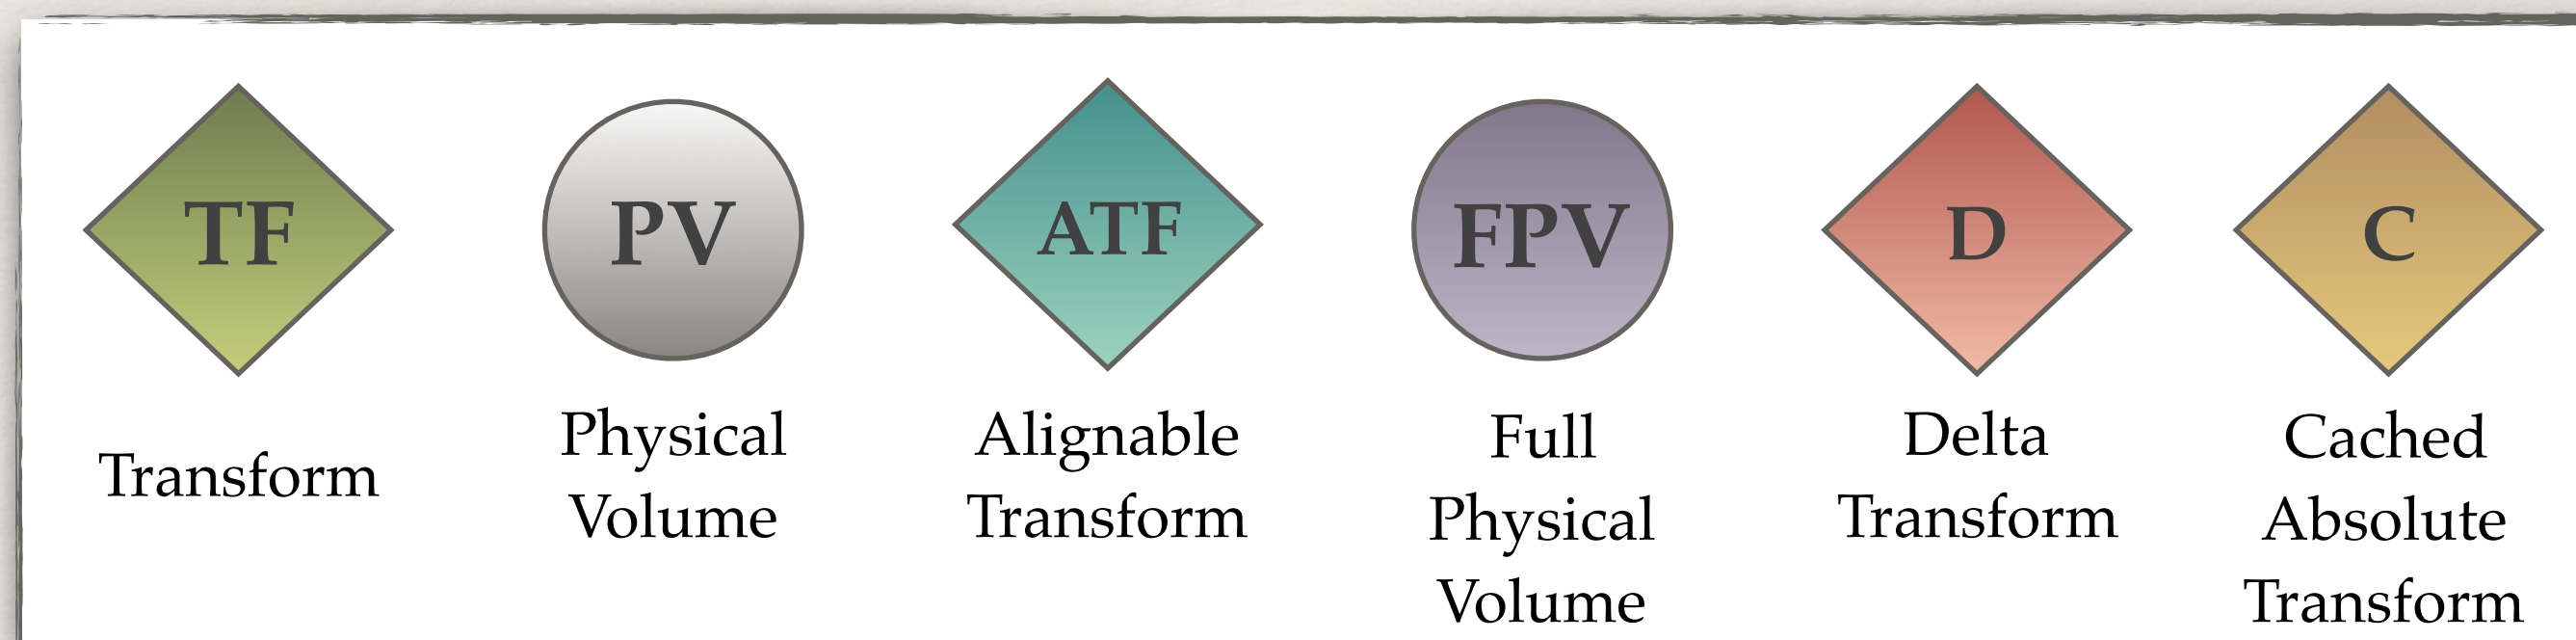 TF
PV
ATF
FPV
D
C
Transform
Physical
Volume
Alignable
Transform
Full
Physical
Volume
Delta
Transform
Cached
Absolute
Transform